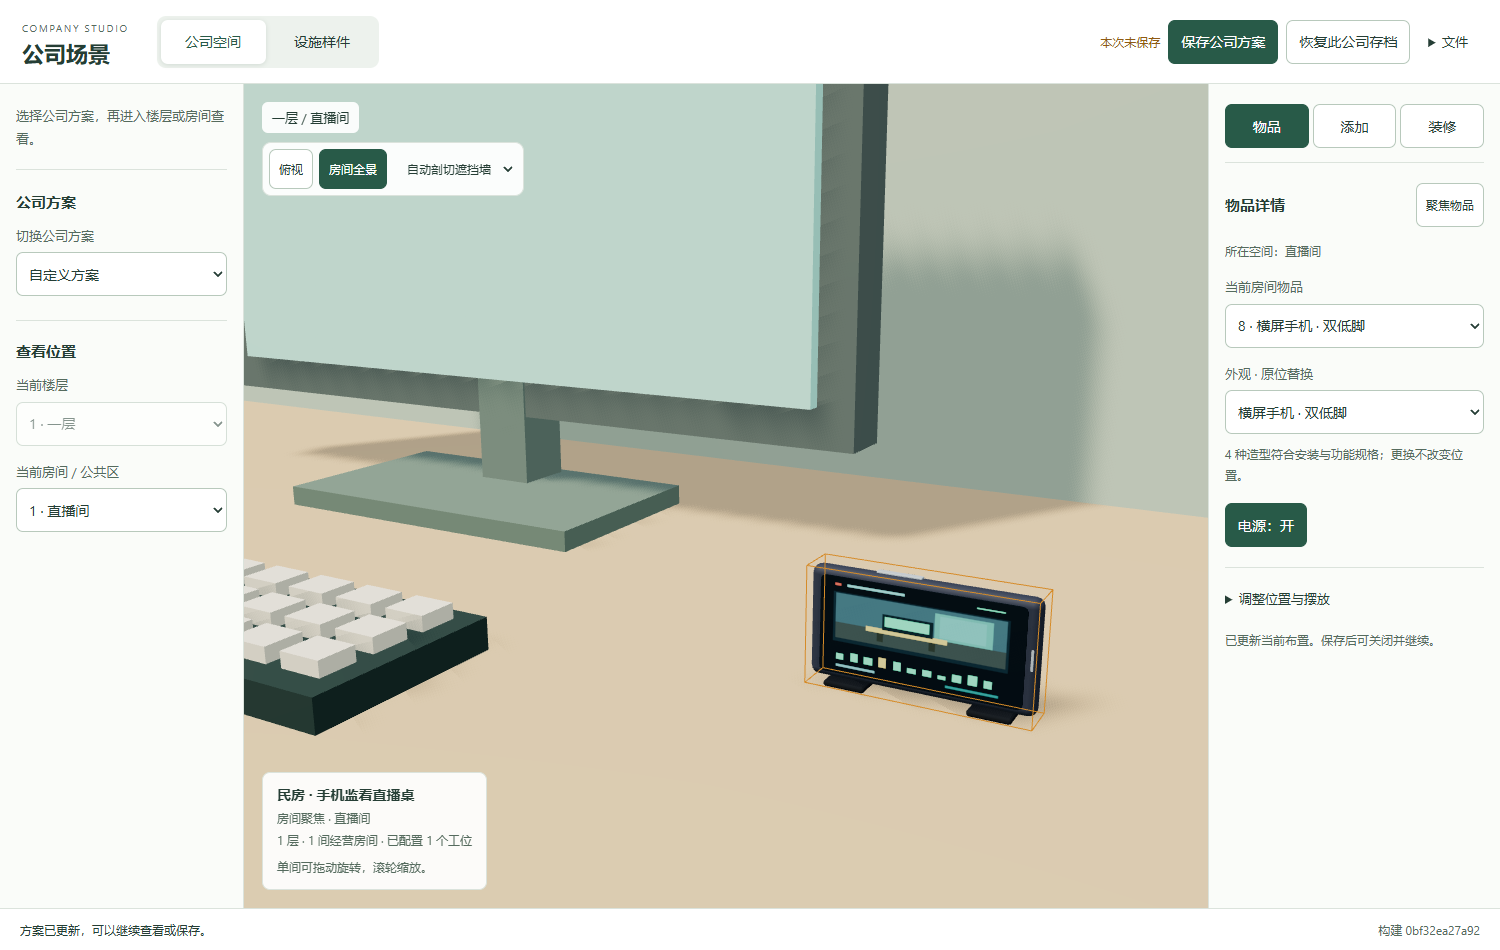 COMPANY STUDIO
公司场景
公司空间
设施样件
本次未保存
保存公司方案
恢复此公司存档
文件
选择公司方案，再进入楼层或房间查看。
公司方案
切换公司方案
自定义方案
查看位置
当前楼层
1 · 一层
当前房间 / 公共区
1 · 直播间
一层 / 直播间
俯视
房间全景
自动剖切遮挡墙
民房 · 手机监看直播桌
房间聚焦 · 直播间
1 层 · 1 间经营房间 · 已配置 1 个工位
单间可拖动旋转，滚轮缩放。
物品
添加
装修
物品详情
聚焦物品
所在空间：直播间
当前房间物品
8 · 横屏手机 · 双低脚
外观 · 原位替换
横屏手机 · 双低脚
4 种造型符合安装与功能规格；更换不改变位置。
电源：开
调整位置与摆放
已更新当前布置。保存后可关闭并继续。
方案已更新，可以继续查看或保存。
构建 0bf32ea27a92